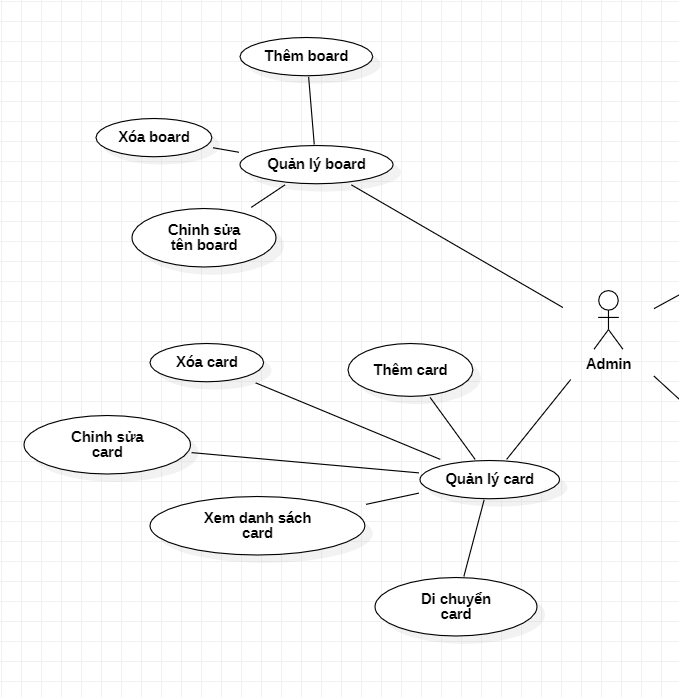 Thêm board
Xóa board
Quản lý board
Chỉnh sửa
tên board
Admin
Xóa card
Thêm card
Chỉnh sửa
card
Quản lý card
Xem danh sách
card
Di chuyển
card